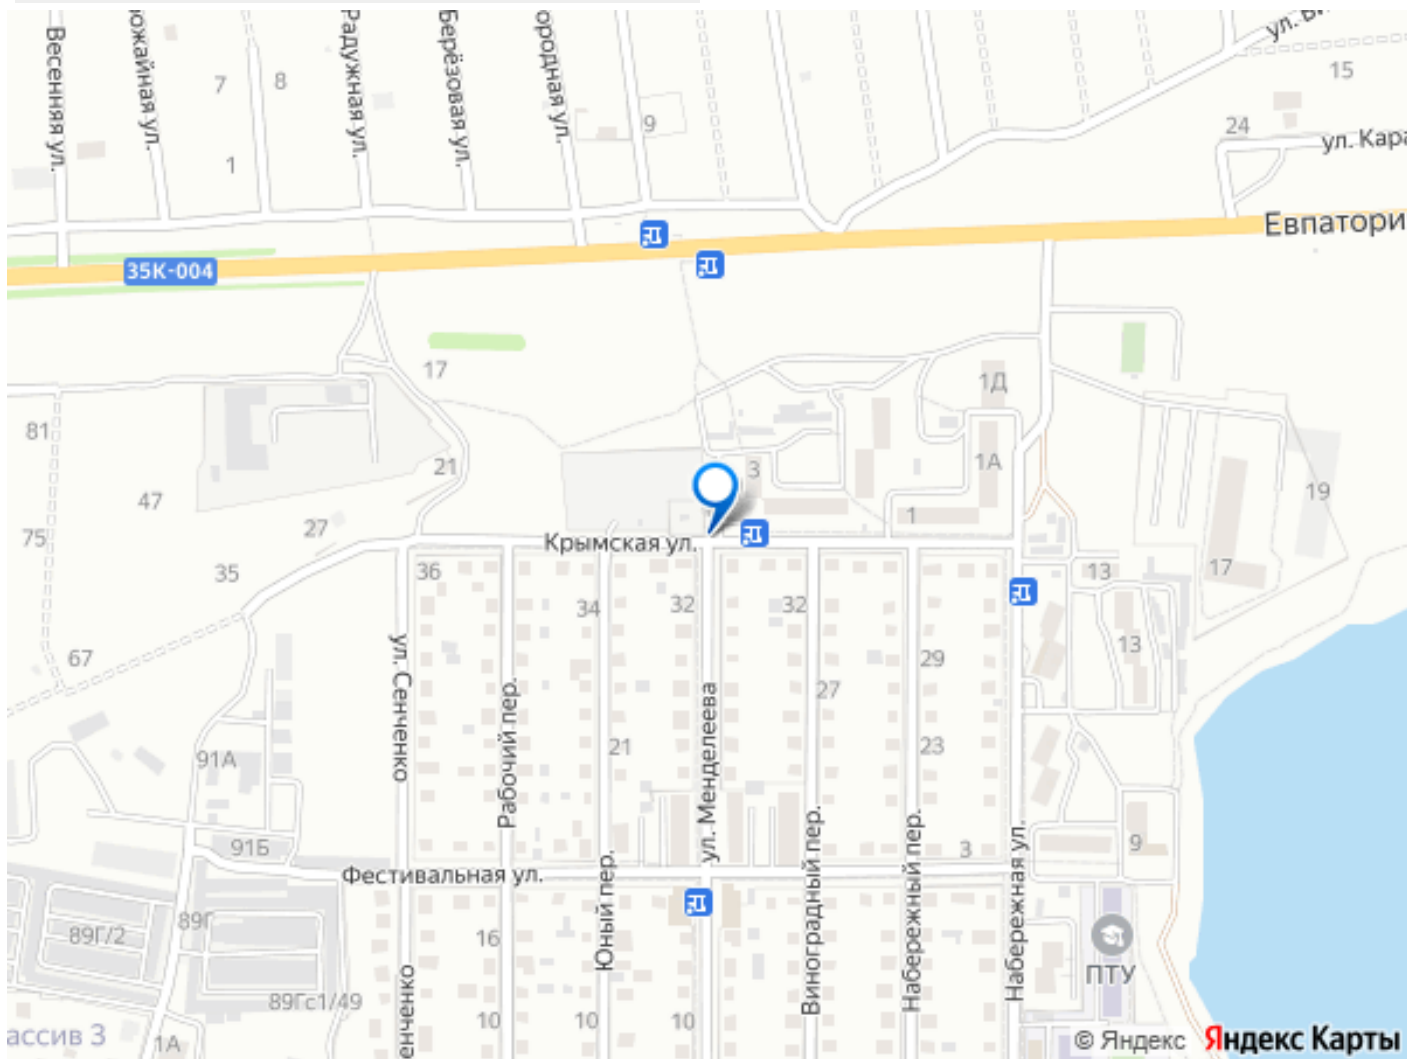 Весенняя ул.
рожайная ул.
Радужная ул.
Берёзовая ул.
ородная ул.
7
8
9
1
15
24
ул. Кара
Евпатори
35К-004
17
1Д
81
21
3
1А
47
19
27
1
75
Крымская ул.
35
36
13
17
34
32
32
67
ул. Сенченко
29
13
Рабочий пер.
27
ул. Менделеева
21
23
91А
91Б
Виноградный пер.
Набережный пер.
Набережная ул.
3
9
Фестивальная ул.
Юный пер.
89Г
89Г/2
16
ПТУ
89Гс1/49
енченко
10
10
10
ассив 3
1А
© Яндекс Яндекс Карты